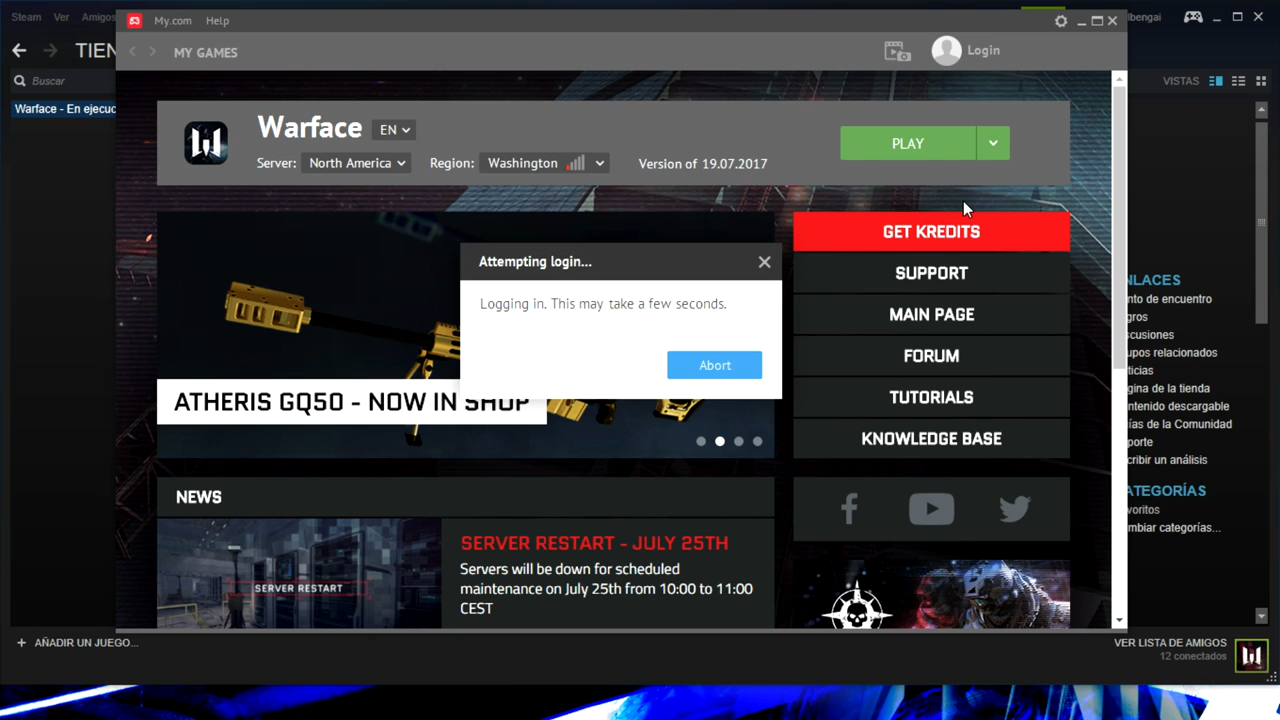 Steam Ver Amigos
My.com Help
lbengai
TIEN
MY GAMES
Login
Buscar
VISTAS
Warface - En ejecuc
Warface EN
PLAY
Server: North America Region: Washington Version of 19.07.2017
GET KREDITS
SUPPORT
MAIN PAGE
FORUM
TUTORIALS
KNOWLEDGE BASE
Attempting login...
Logging in. This may take a few seconds.
Abort
ATHERIS GQ50 - NOW IN SHOP
NEWS
SERVER RESTART
SERVER RESTART - JULY 25TH
Servers will be down for scheduled
maintenance on July 25th from 10:00 to 11:00
CEST
NLACES
nto de encuentro
gros
scusiones
upos relacionados
ticias
gina de la tienda
ntenido descargable
ías de la Comunidad
porte
cribir un análisis
ATEGORÍAS
voritos
mbiar categorías...
+ AÑADIR UN JUEGO...
VER LISTA DE AMIGOS
12 conectados